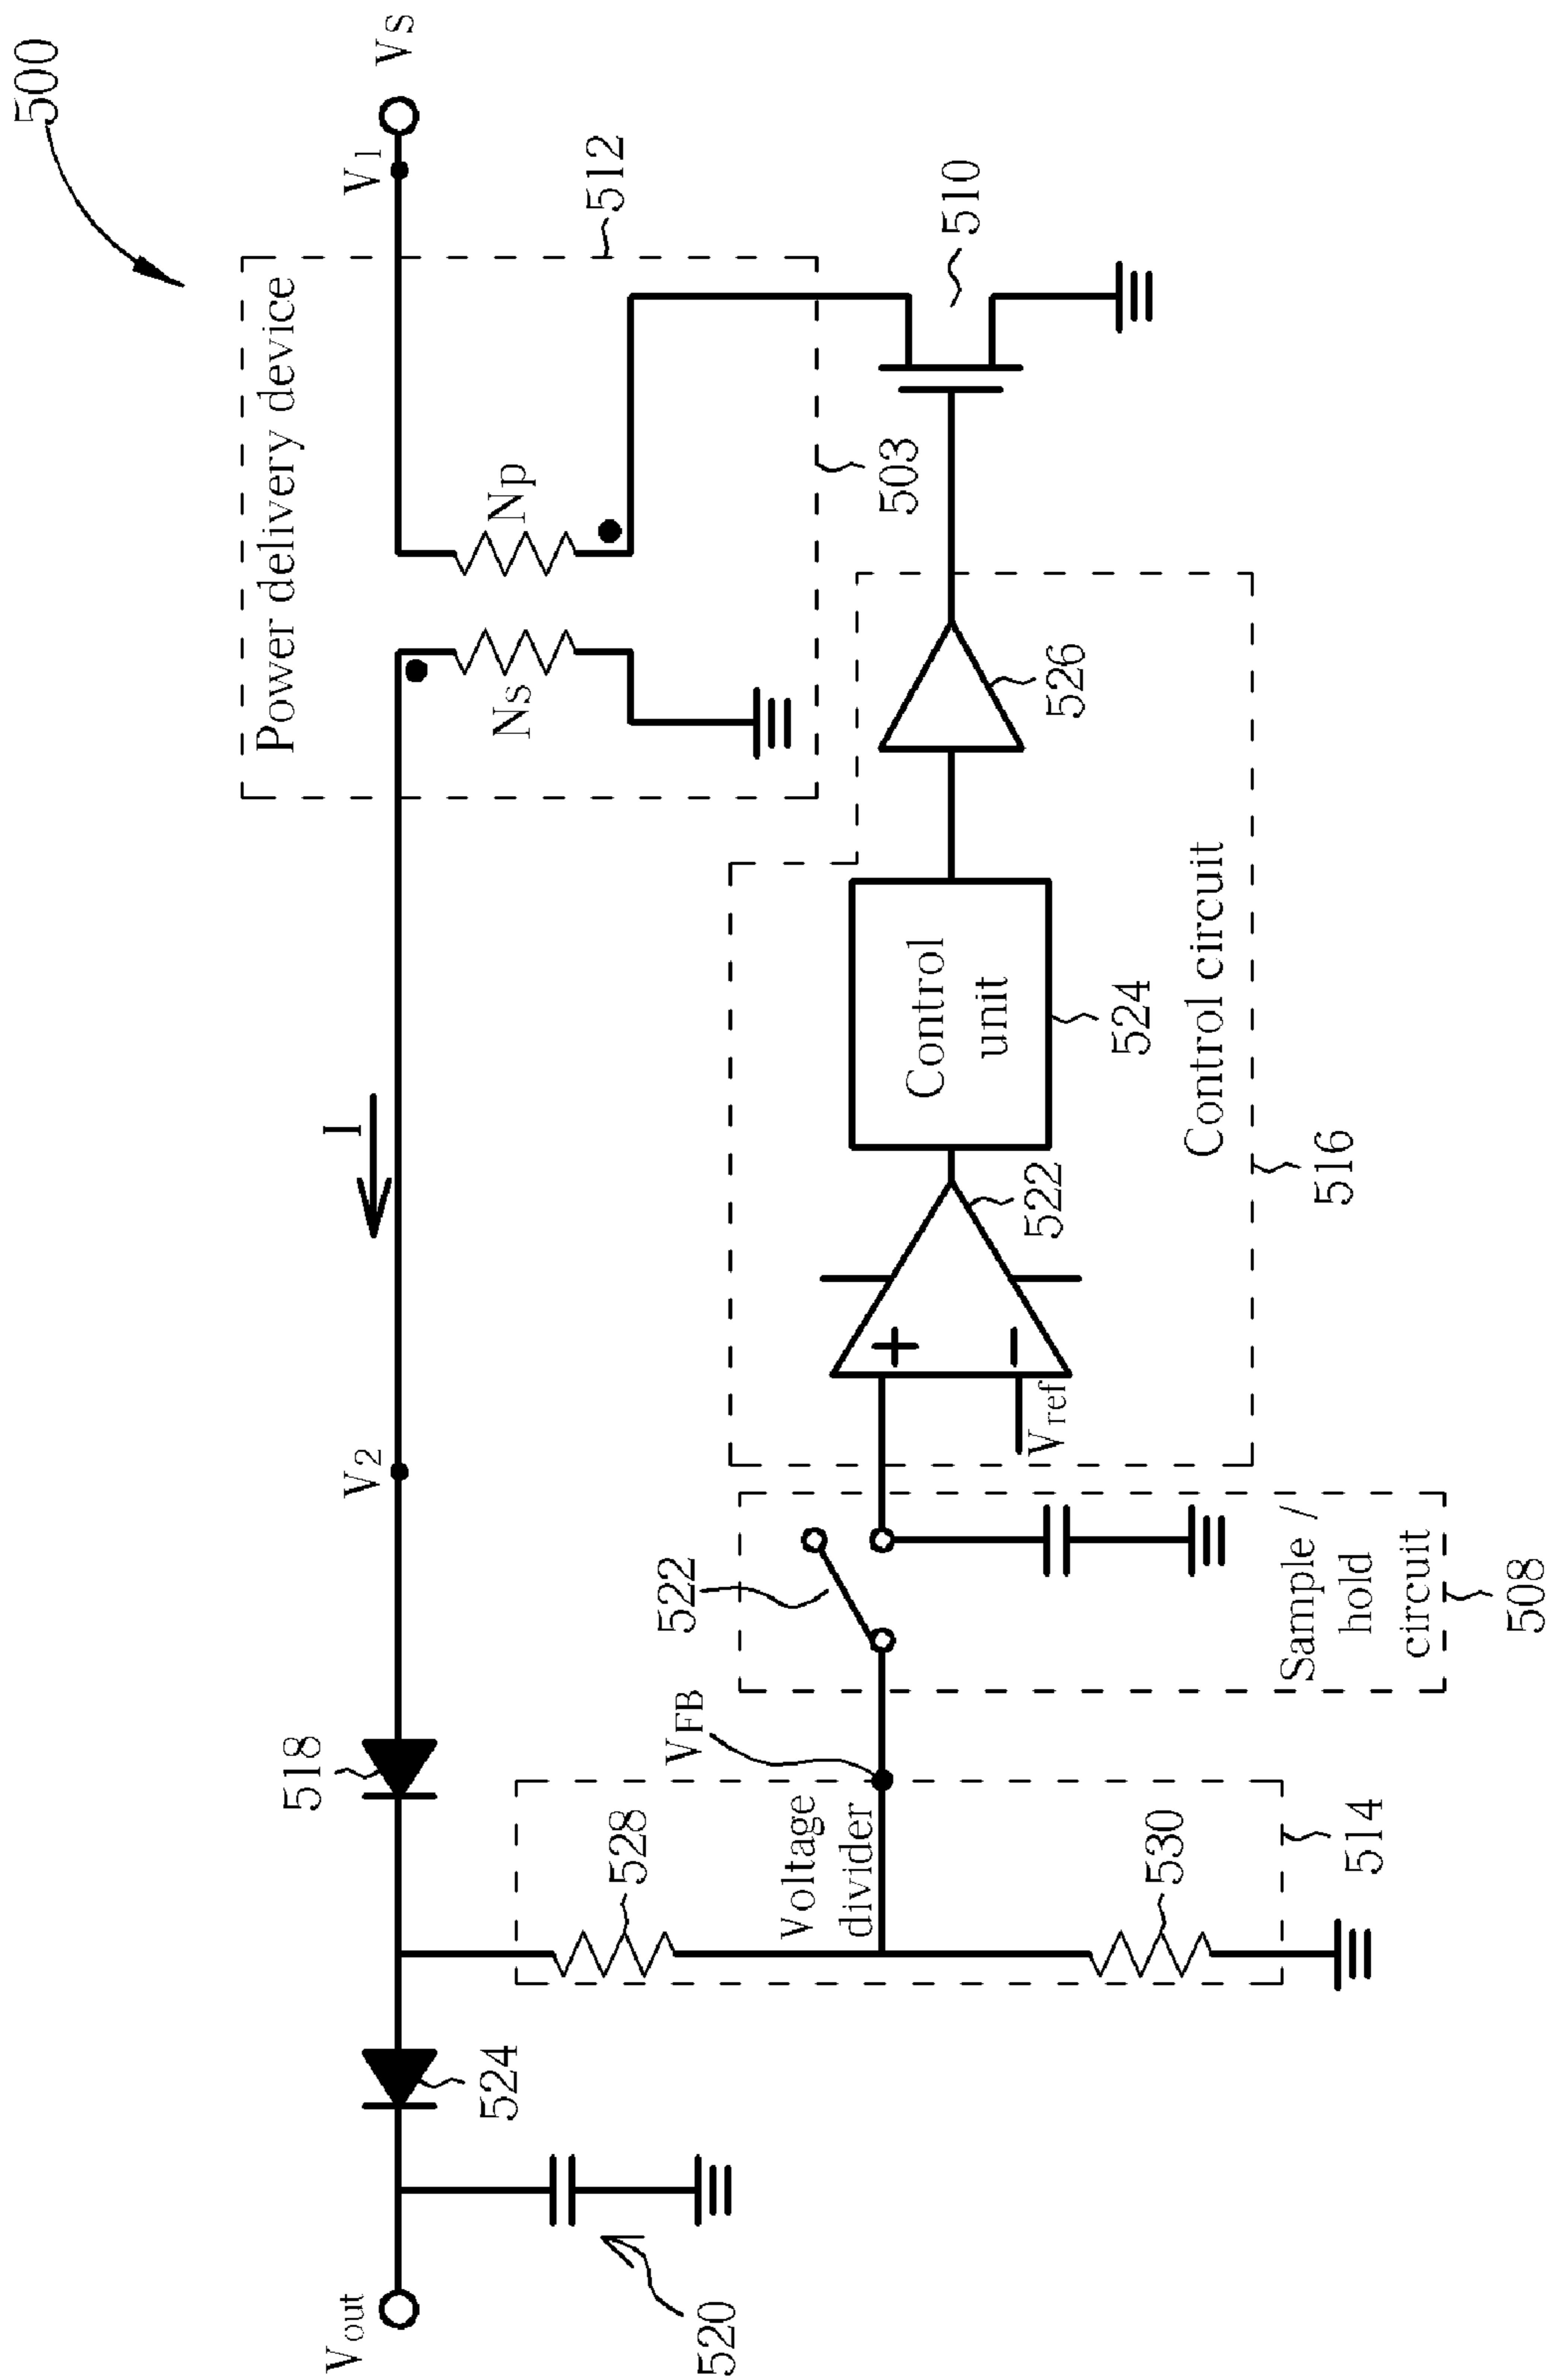 500
518
Vout
V2
I
V1
Vs
Power delivery device
524
Ns
Np
512
528
VFB
522
520
Voltage
divider
503
Control
unit
510
Vref
522
526
524
530
Control circuit
Sample /
hold
circuit
516
514
508